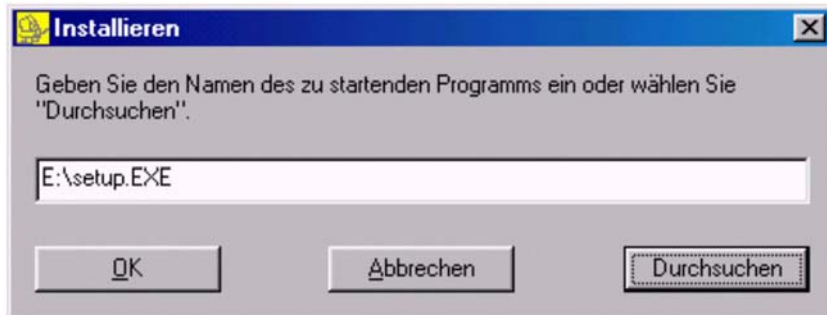 Installieren
Geben Sie den Namen des zu startenden Programms ein oder wählen Sie
"Durchsuchen".
E:\setup.EXE
OK Abbrechen Durchsuchen